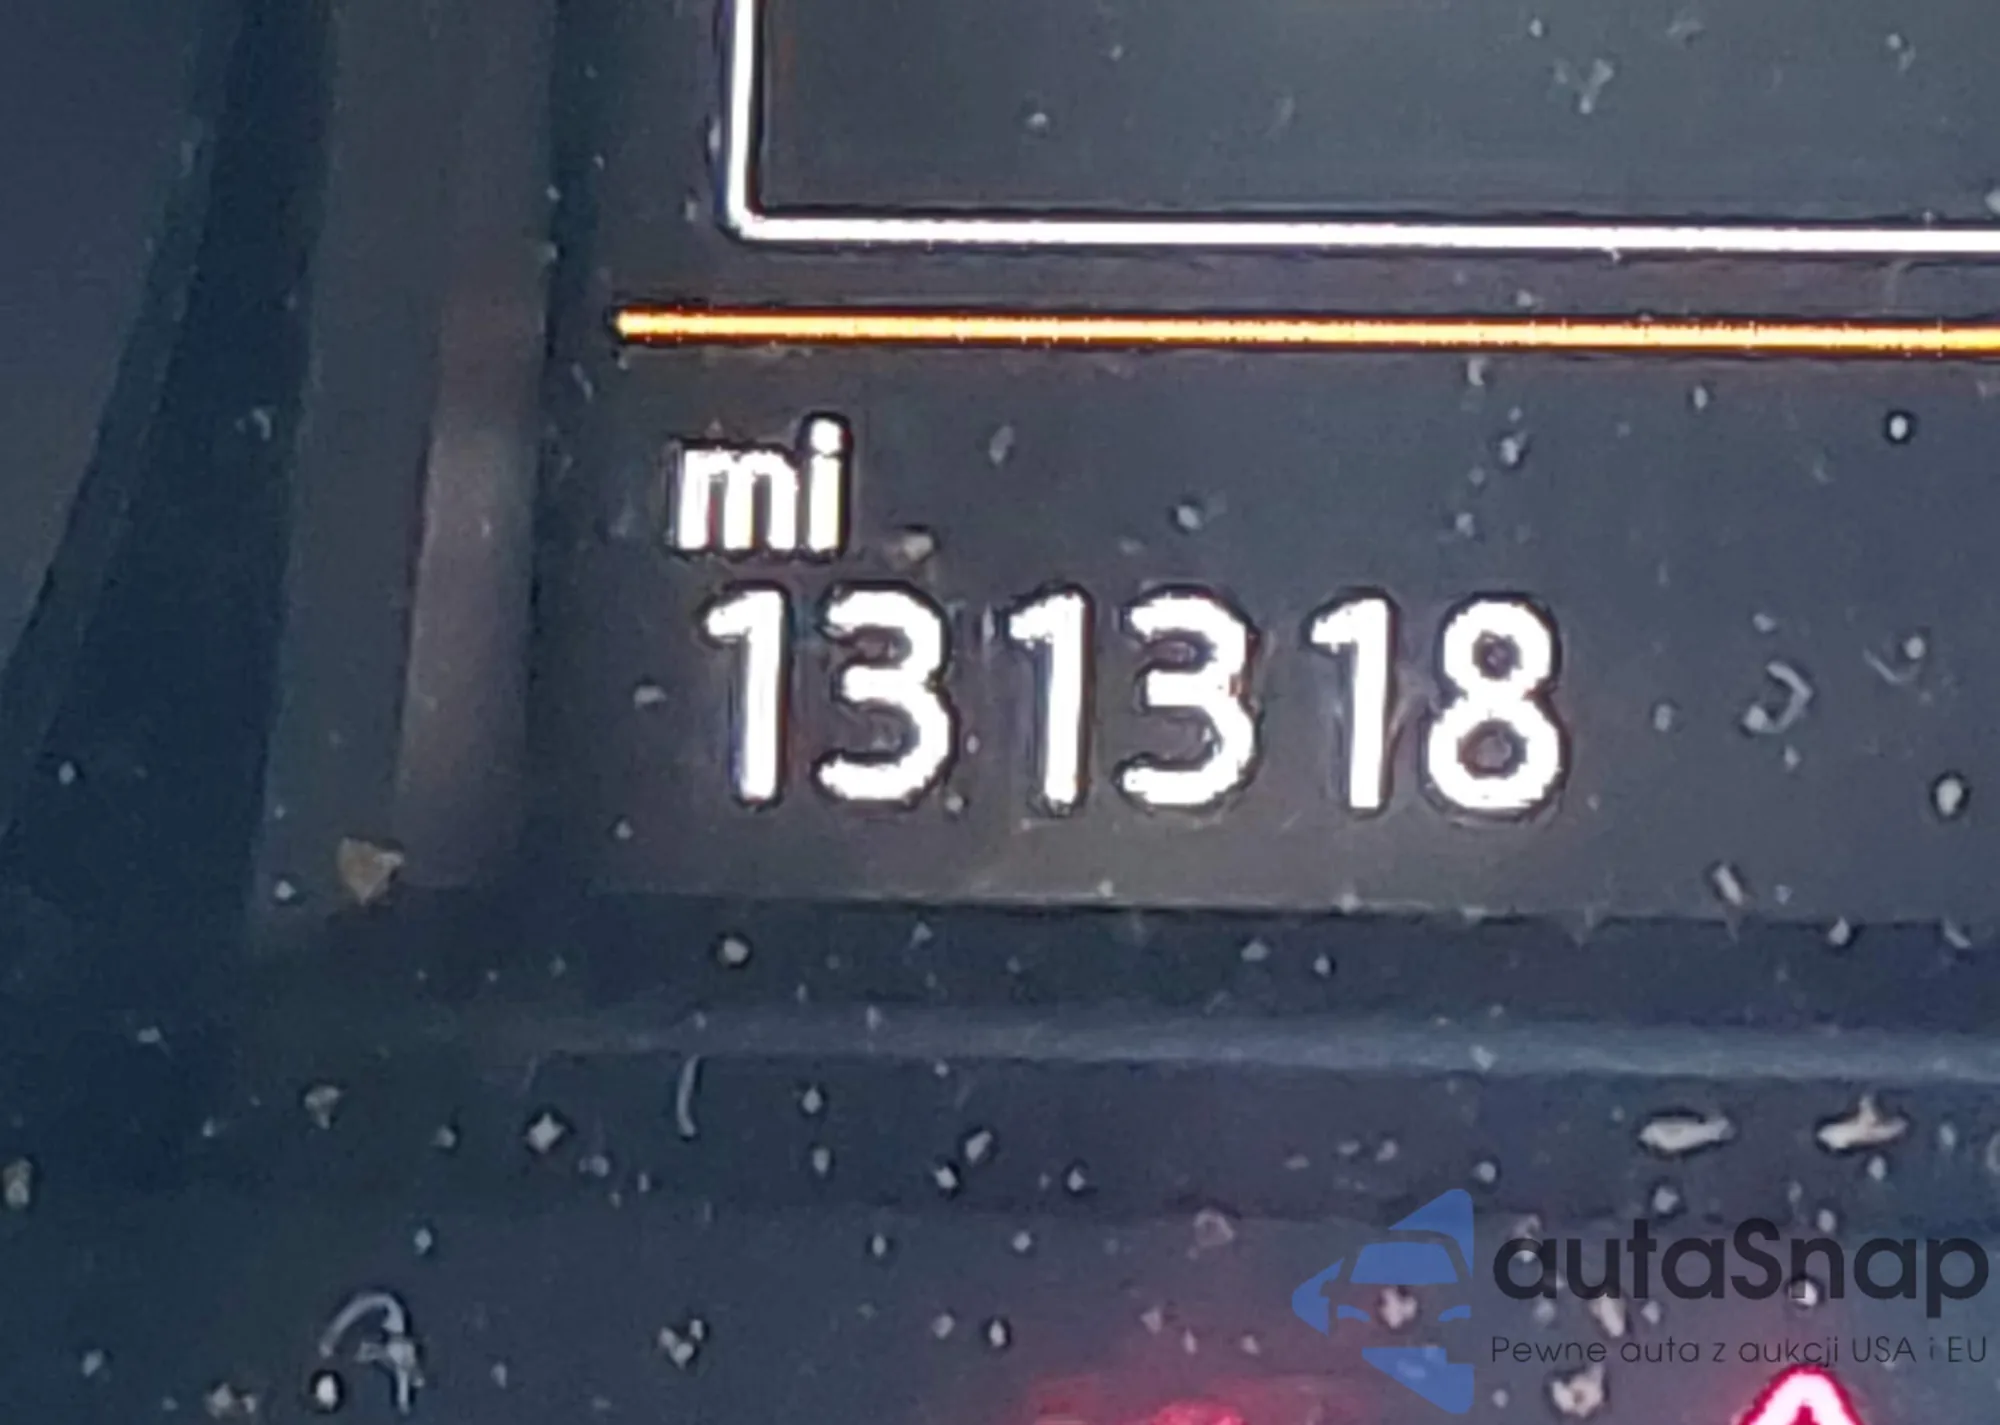 mi
131318
autaSnap
Pewne auta z aukcji USA i EU